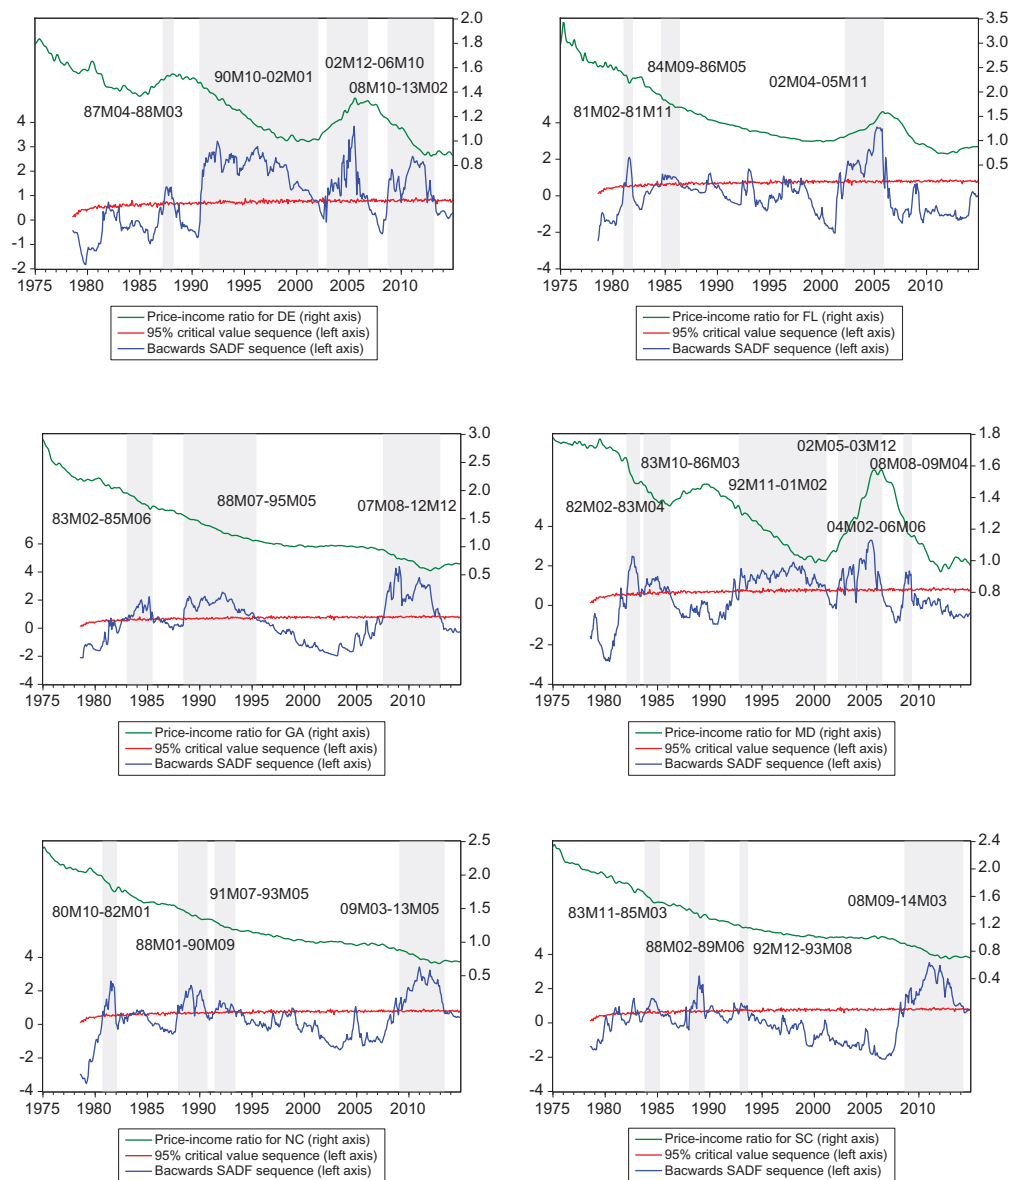 2.0
1.8
1.6
1.4
1.2
1.0
0.8
4
3
2
1
0
-1
-2
87M04-88M03
90M10-02M01
02M12-06M10
08M10-13M02
1975 1980 1985 1990 1995 2000 2005 2010
Price-income ratio for DE (right axis)
95% critical value sequence (left axis)
Bacwards SADF sequence (left axis)
3.5
3.0
2.5
2.0
1.5
1.0
0.5
4
2
0
-2
-4
81M02-81M11
84M09-86M05
02M04-05M11
1975 1980 1985 1990 1995 2000 2005 2010
Price-income ratio for FL (right axis)
95% critical value sequence (left axis)
Bacwards SADF sequence (left axis)
3.0
2.5
2.0
1.5
1.0
0.5
6
4
2
0
-2
-4
83M02-85M06
88M07-95M05
07M08-12M12
1975 1980 1985 1990 1995 2000 2005 2010
Price-income ratio for GA (right axis)
95% critical value sequence (left axis)
Bacwards SADF sequence (left axis)
1.8
1.6
1.4
1.2
1.0
0.8
4
2
0
-2
-4
82M02-83M04
83M10-86M03
92M11-01M02
02M05-03M12
04M02-06M06
08M08-09M04
1975 1980 1985 1990 1995 2000 2005 2010
Price-income ratio for MD (right axis)
95% critical value sequence (left axis)
Bacwards SADF sequence (left axis)
2.5
2.0
1.5
1.0
0.5
4
2
0
-2
-4
80M10-82M01
88M01-90M09
91M07-93M05
09M03-13M05
1975 1980 1985 1990 1995 2000 2005 2010
Price-income ratio for NC (right axis)
95% critical value sequence (left axis)
Bacwards SADF sequence (left axis)
2.4
2.0
1.6
1.2
0.8
0.4
4
2
0
-2
-4
83M11-85M03
88M02-89M06
92M12-93M08
08M09-14M03
1975 1980 1985 1990 1995 2000 2005 2010
Price-income ratio for SC (right axis)
95% critical value sequence (left axis)
Bacwards SADF sequence (left axis)